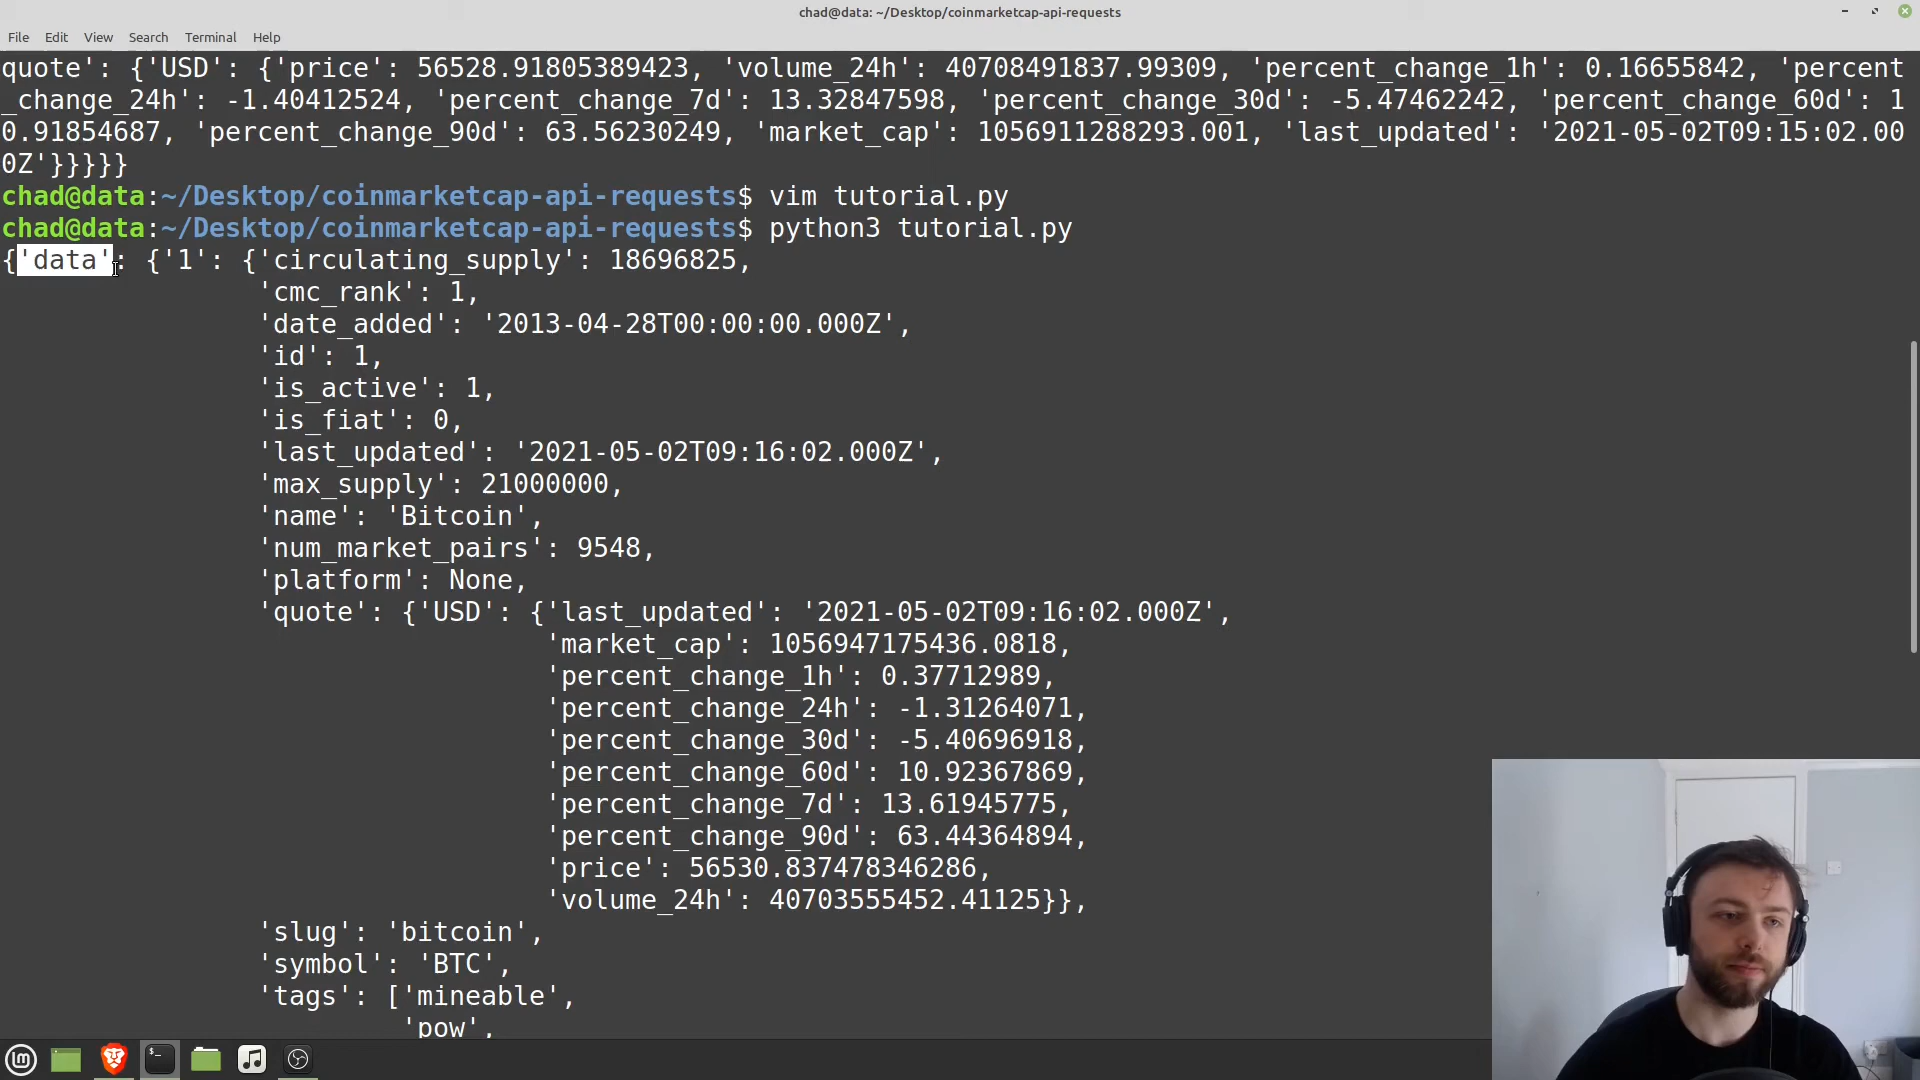 chad@data: ~/Desktop/coinmarketcap-api-requests
File Edit View Search Terminal Help
quote': {'USD': {'price': 56528.91805389423, 'volume_24h': 40708491837.99309, 'percent_change_1h': 0.16655842, 'percent
_change_24h': -1.40412524, 'percent_change_7d': 13.32847598, 'percent_change_30d': -5.47462242, 'percent_change_60d': 1
0.91854687, 'percent_change_90d': 63.56230249, 'market_cap': 1056911288293.001, 'last_updated': '2021-05-02T09:15:02.00
0Z'}}}}}
chad@data:~/Desktop/coinmarketcap-api-requests$ vim tutorial.py
chad@data:~/Desktop/coinmarketcap-api-requests$ python3 tutorial.py
{'data': {'1': {'circulating_supply': 18696825,
'cmc_rank': 1,
'date_added': '2013-04-28T00:00:00.000Z',
'id': 1,
'is_active': 1,
'is_fiat': 0,
'last_updated': '2021-05-02T09:16:02.000Z',
'max_supply': 21000000,
'name': 'Bitcoin',
'num_market_pairs': 9548,
'platform': None,
'quote': {'USD': {'last_updated': '2021-05-02T09:16:02.000Z',
'market_cap': 1056947175436.0818,
'percent_change_1h': 0.37712989,
'percent_change_24h': -1.31264071,
'percent_change_30d': -5.40696918,
'percent_change_60d': 10.92367869,
'percent_change_7d': 13.61945775,
'percent_change_90d': 63.44364894,
'price': 56530.837478346286,
'volume_24h': 40703555452.41125}},
'slug': 'bitcoin',
'symbol': 'BTC',
'tags': ['mineable',
'pow',